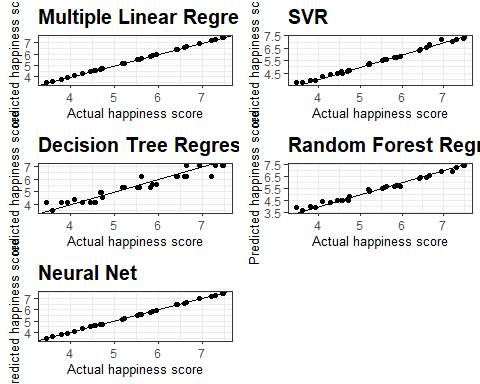 Multiple Linear Regre
redicted happiness sc
7
6
5
4
4 5 6 7
Actual happiness score
SVR
Predicted happiness sc
7.5
6.5
5.5
4.5
4 5 6 7
Actual happiness score
Decision Tree Regres
redicted happiness score
7
6
5
4
4 5 6 7
Actual happiness score
Random Forest Regr
Predicted happiness score
7.5
6.5
5.5
4.5
3.5
4 5 6 7
Actual happiness score
Neural Net
redicted happiness score
7
6
5
4
4 5 6 7
Actual happiness score